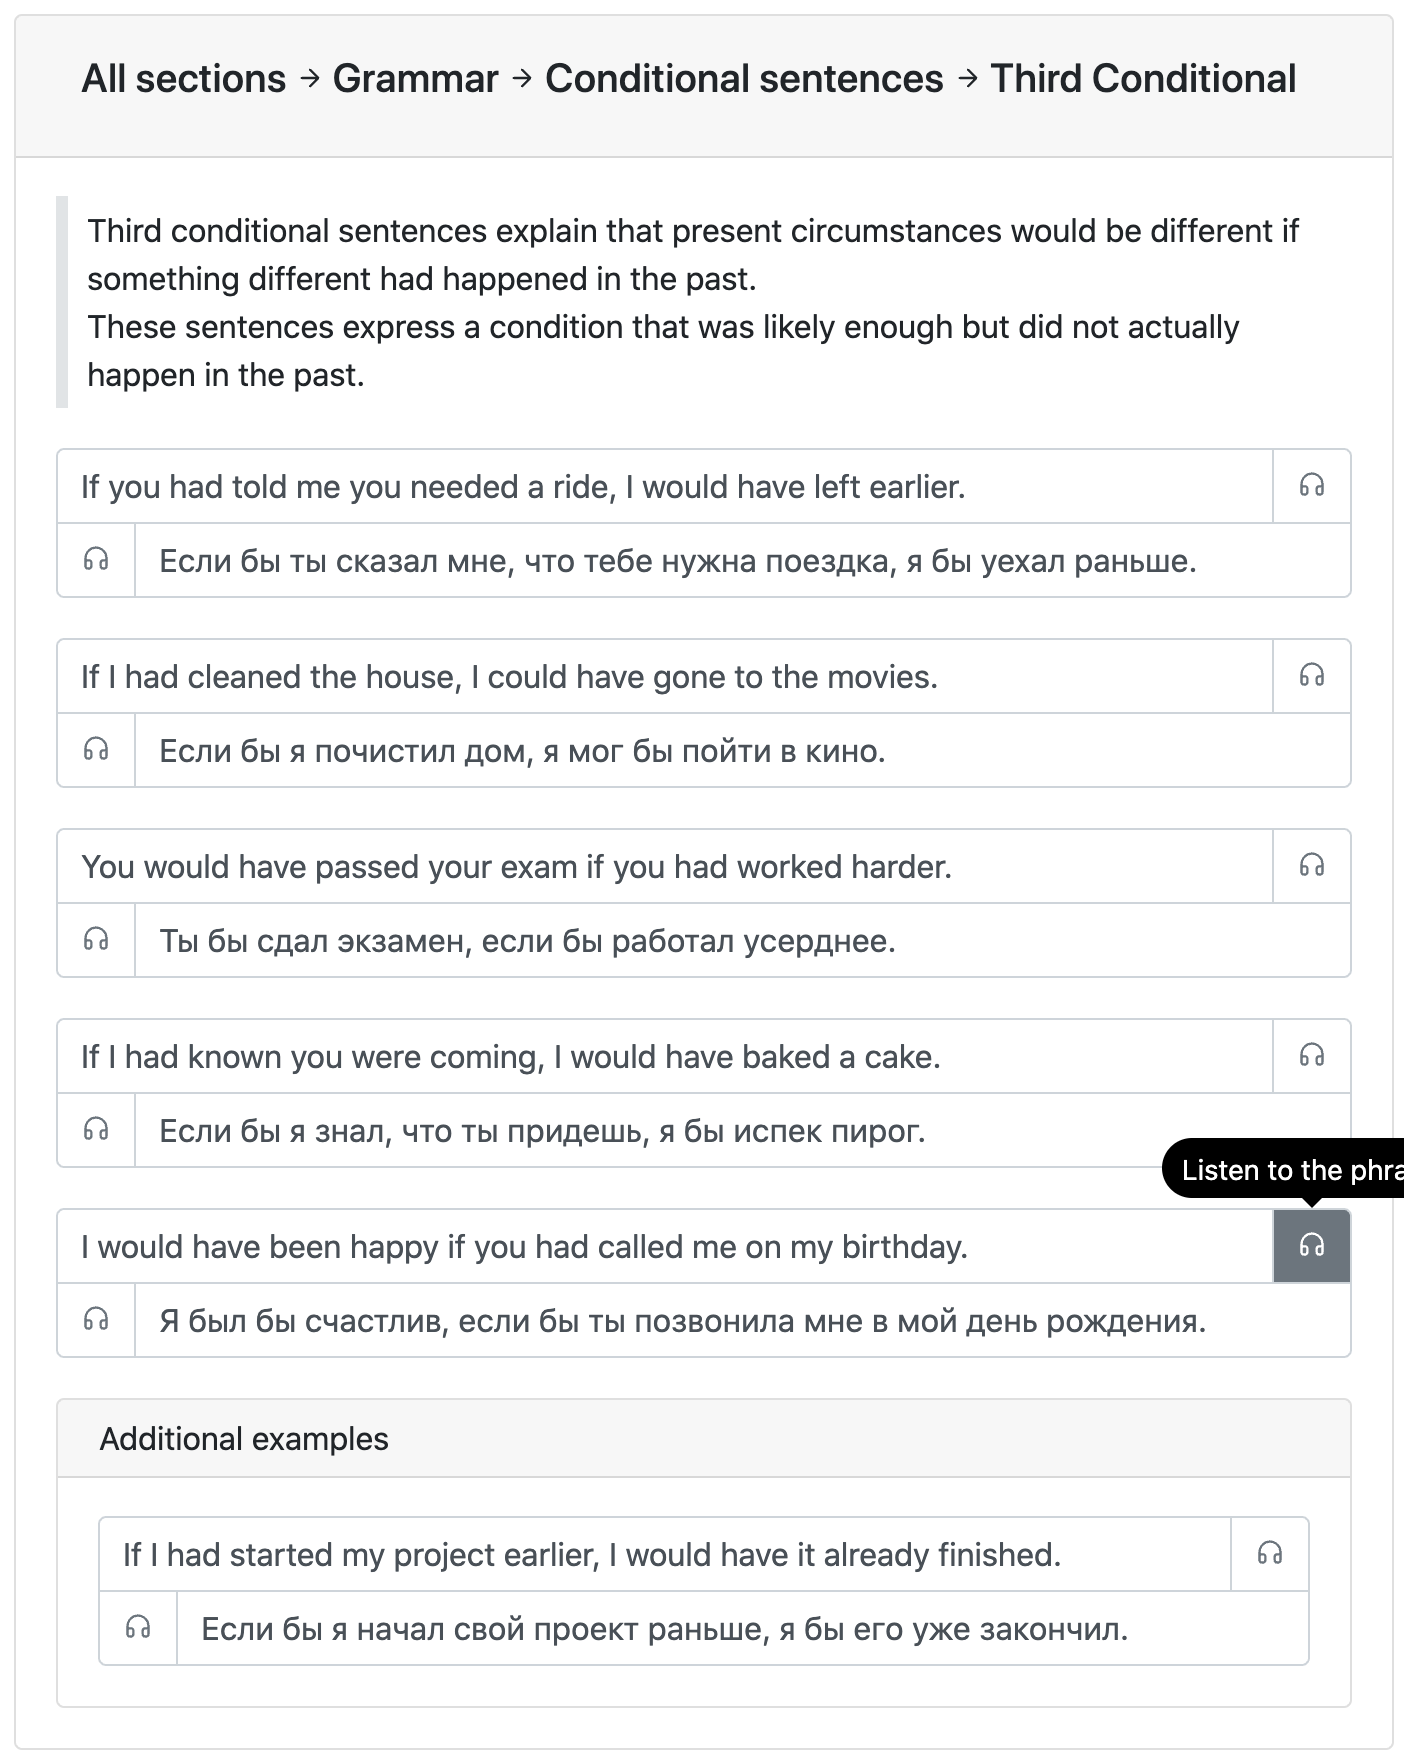 All sections → Grammar → Conditional sentences → Third Conditional
Third conditional sentences explain that present circumstances would be different if
something different had happened in the past.
These sentences express a condition that was likely enough but did not actually
happen in the past.
If you had told me you needed a ride, I would have left earlier.
Если бы ты сказал мне, что тебе нужна поездка, я бы уехал раньше.
If I had cleaned the house, I could have gone to the movies.
Если бы я почистил дом, я мог бы пойти в кино.
You would have passed your exam if you had worked harder.
Ты бы сдал экзамен, если бы работал усерднее.
If I had known you were coming, I would have baked a cake.
Если бы я знал, что ты придешь, я бы испек пирог.
Listen to the phra
I would have been happy if you had called me on my birthday.
Я был бы счастлив, если бы ты позвонила мне в мой день рождения.
Additional examples
If I had started my project earlier, I would have it already finished.
Если бы я начал свой проект раньше, я бы его уже закончил.